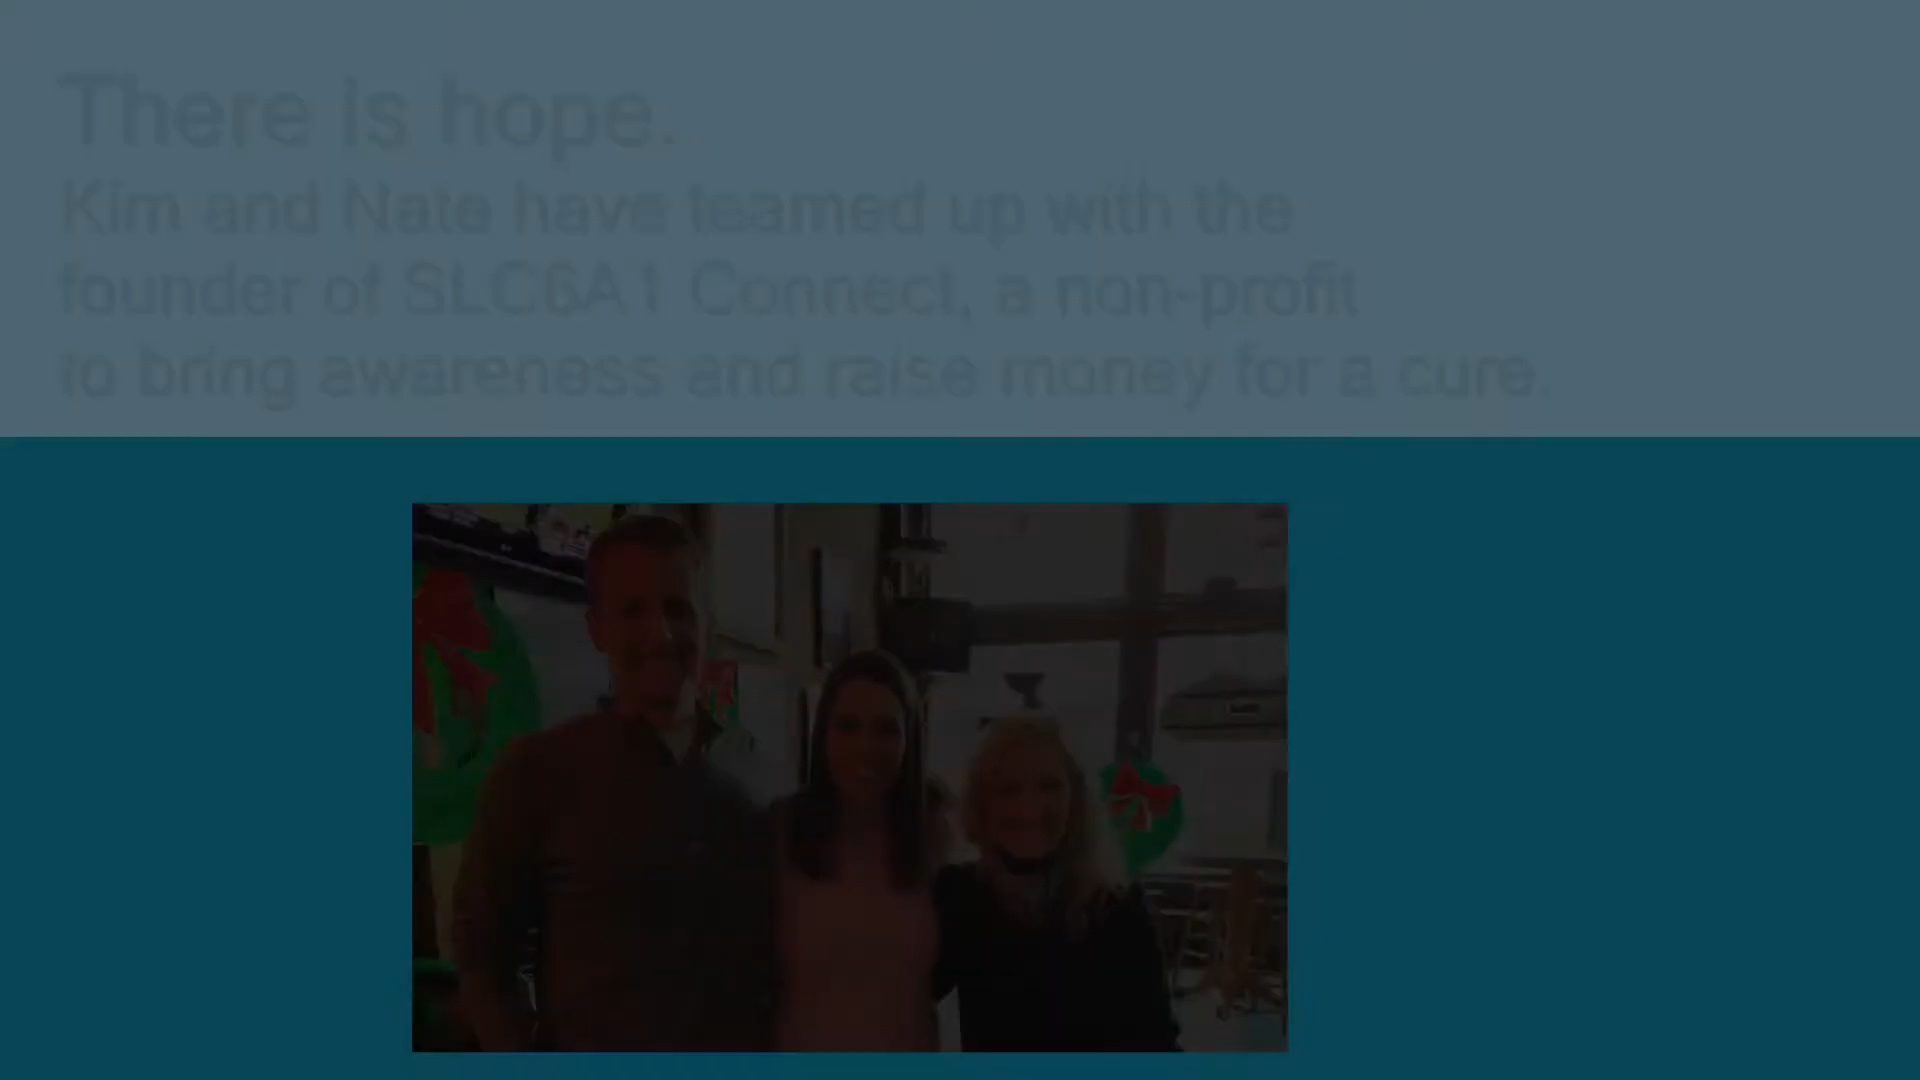 There is hope.
Kim and Nate have teamed up with the
founder of SLC6A1 Connect, a non-profit
to bring awareness and raise money for a cure.